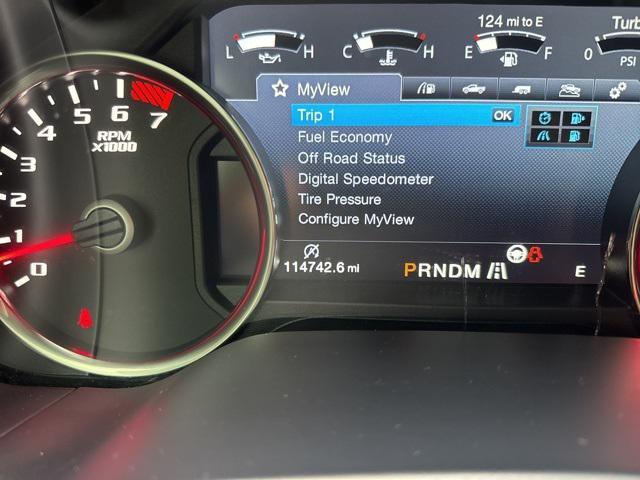 124 mi to E
Turb
L H C H E F 0 PSI
MyView
Trip 1 OK
Fuel Economy
Off Road Status
Digital Speedometer
Tire Pressure
Configure MyView
114742.6 mi PRNDM E
0 1 2 3 4 5 6 7
RPM
x1000